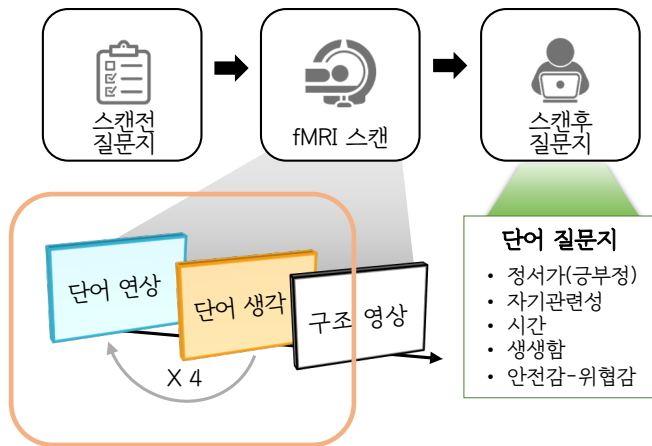 스캔전
질문지
fMRI 스캔
스캔후
질문지
단어 연상
단어 생각
구조 영상
X 4
단어 질문지
• 정서가(긍부정)
• 자기관련성
• 시간
• 생생함
• 안전감-위협감